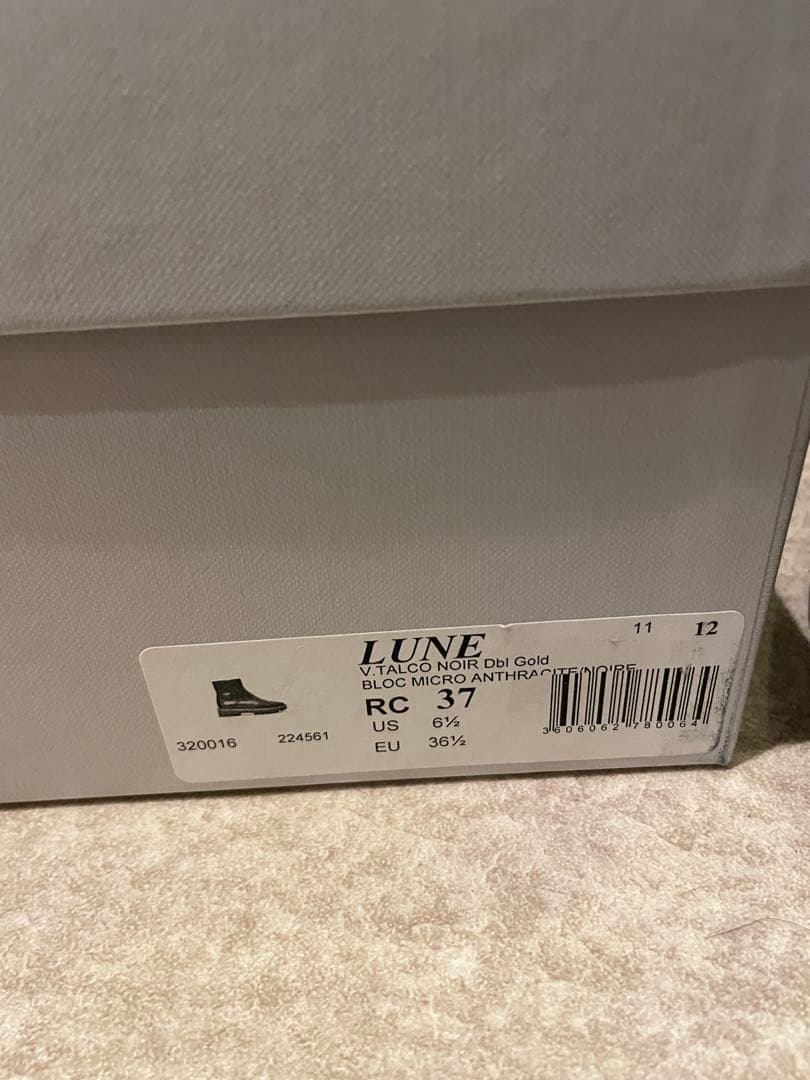 11 12
LUNE
V.TALCO NOIR Dbl Gold
BLOC MICRO ANTHRACITE/NOIRE
RC 37
US 6½
EU 36½
320016 224561
3606062780064